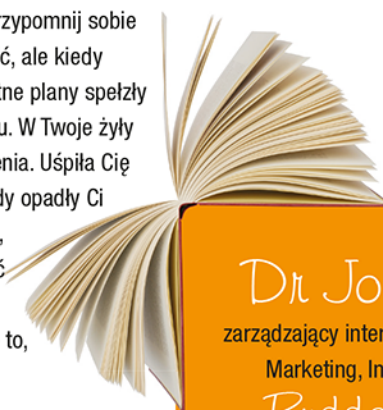 rzypomnij sobie
ć, ale kiedy
tne plany spełzły
u. W Twoje żyły
enia. Uśpiła Cię
dy opadły Ci
,
ć
to,
Dr Jo
zarządzający inter
Marketing, In